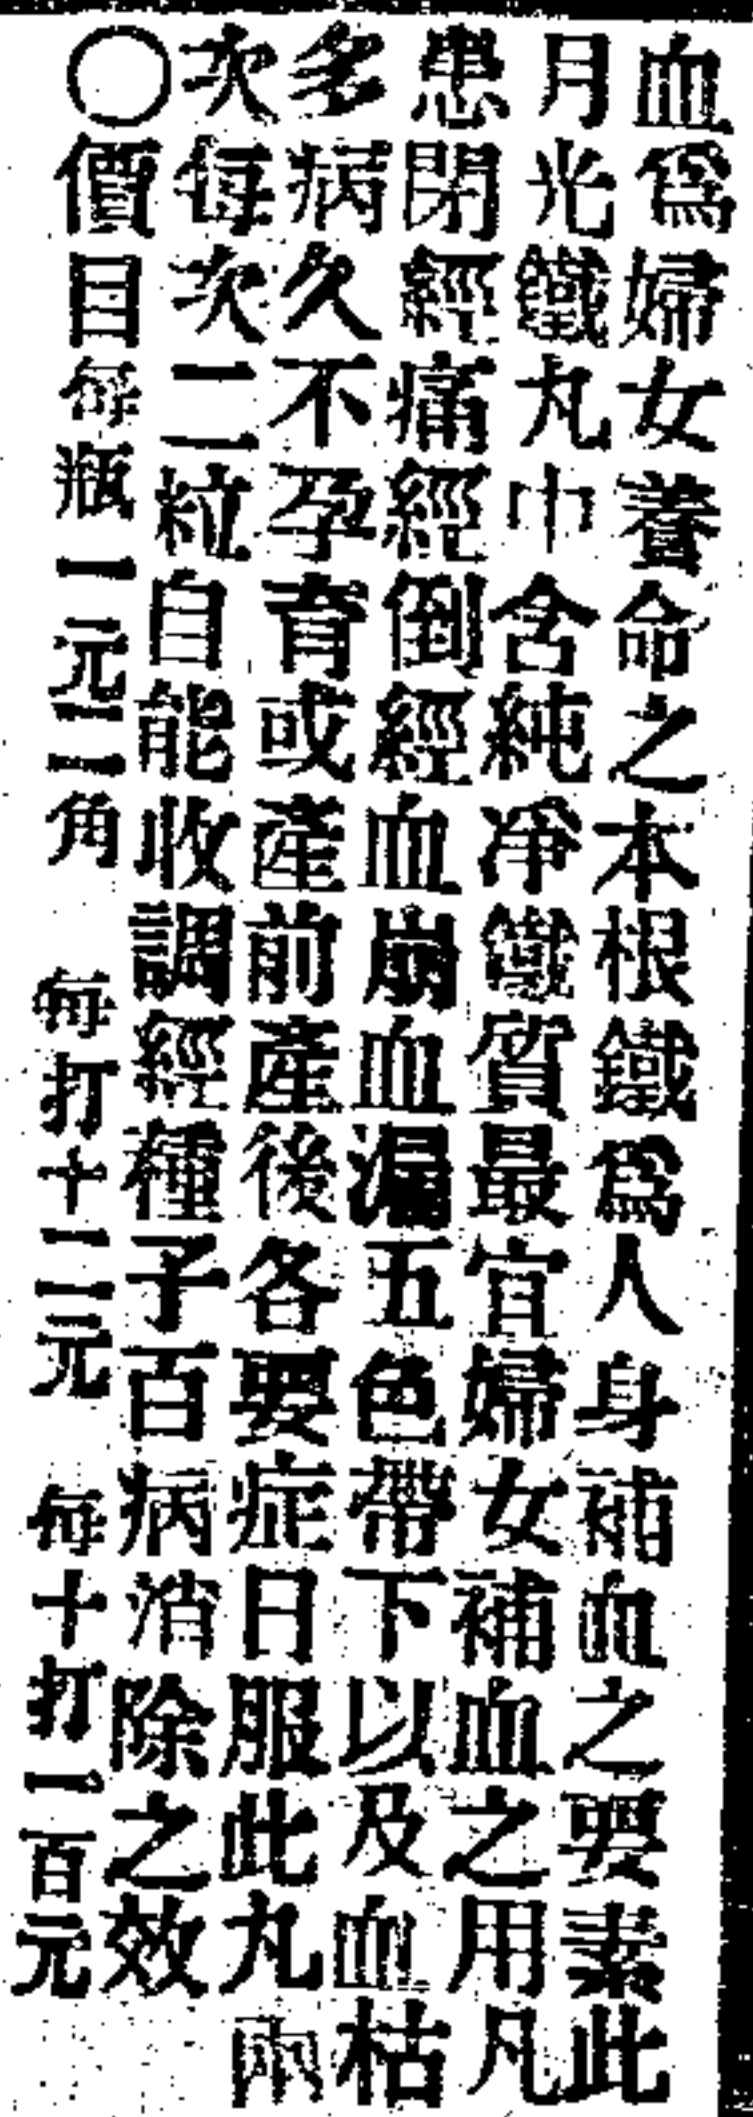 血爲婦女養命之本根鐵爲人身補血之要素此
月光鐵丸中含純凈鐵質最宜婦女補血之用凡
患閉經痛經倒經血崩血漏五色帶下以及血枯
多病久不孕育或產前產後各要症日服此丸兩
次每次二粒自能收調經種子百病消除之效
〇價目每瓶一元二角 每打十二元 每十打一百元